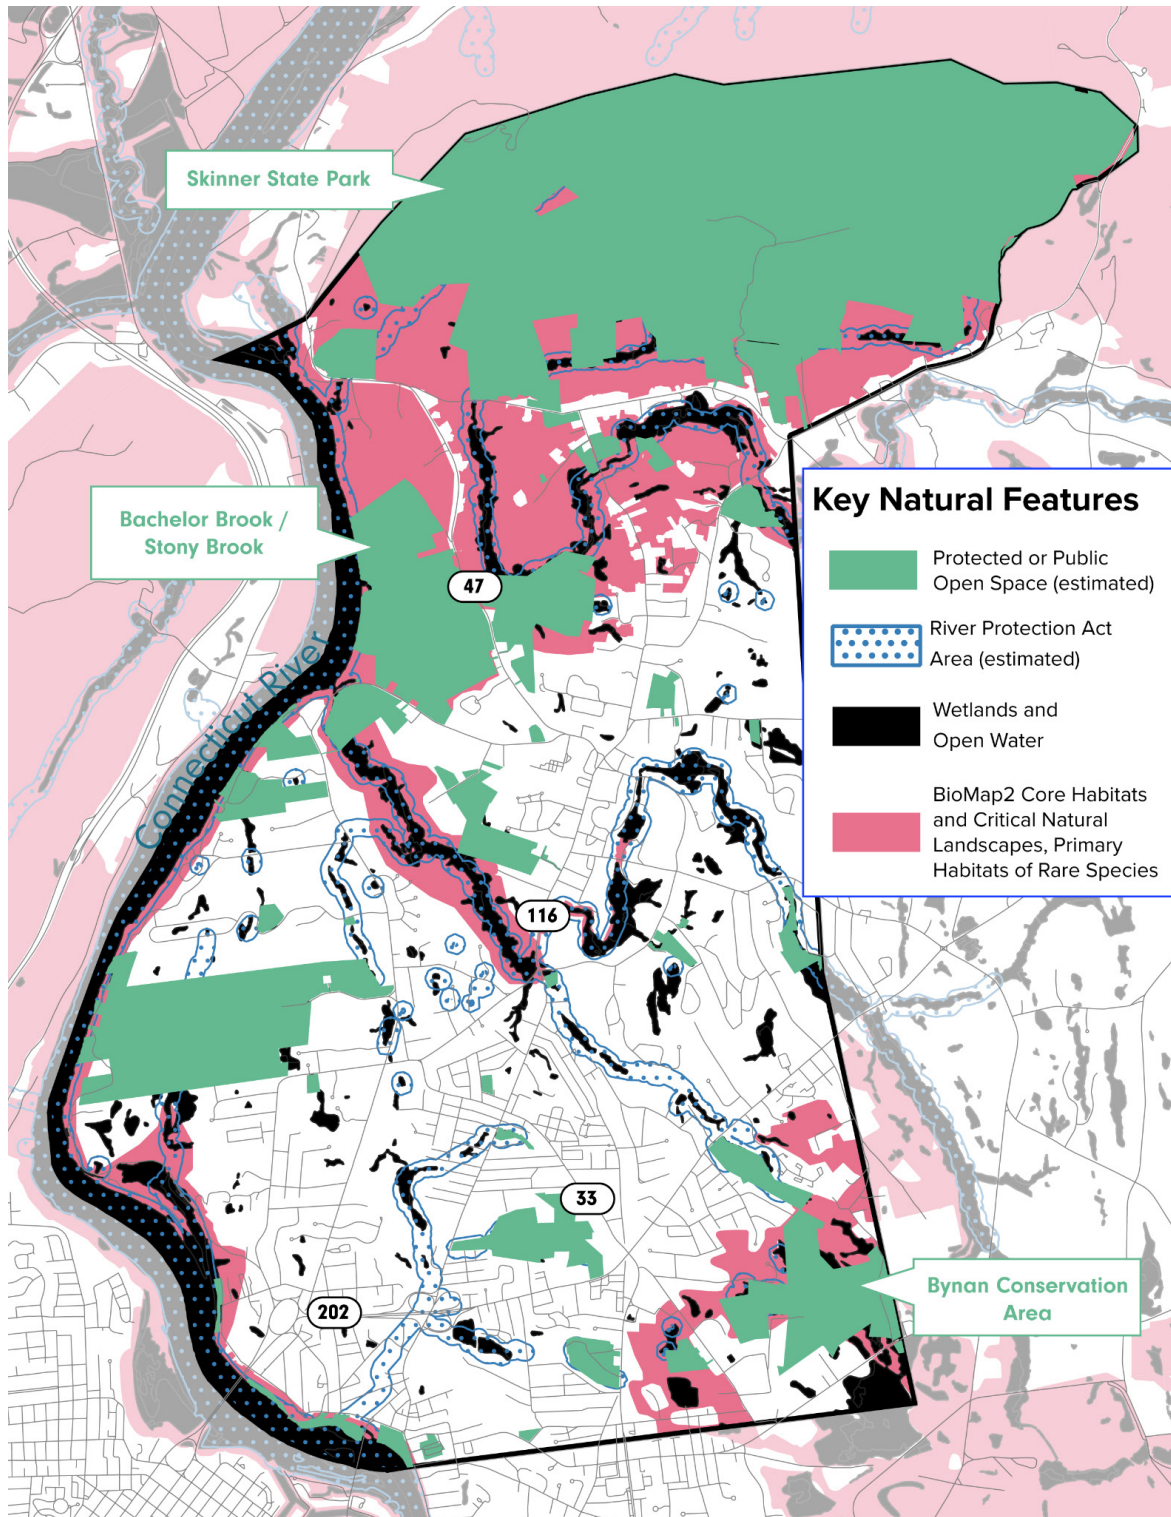 Skinner State Park
Bachelor Brook /
Stony Brook
47
Connecticut River
116
33
202
Bynan Conservation
Area
Key Natural Features
Protected or Public
Open Space (estimated)
River Protection Act
Area (estimated)
Wetlands and
Open Water
BioMap2 Core Habitats
and Critical Natural
Landscapes, Primary
Habitats of Rare Species